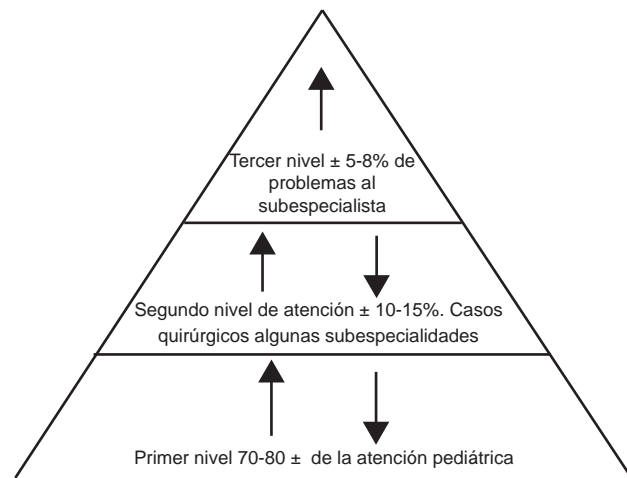 Tercer nivel ± 5-8% de
problemas al
subespecialista
Segundo nivel de atención ± 10-15%. Casos
quirúrgicos algunas subespecialidades
Primer nivel 70-80 ± de la atención pediátrica